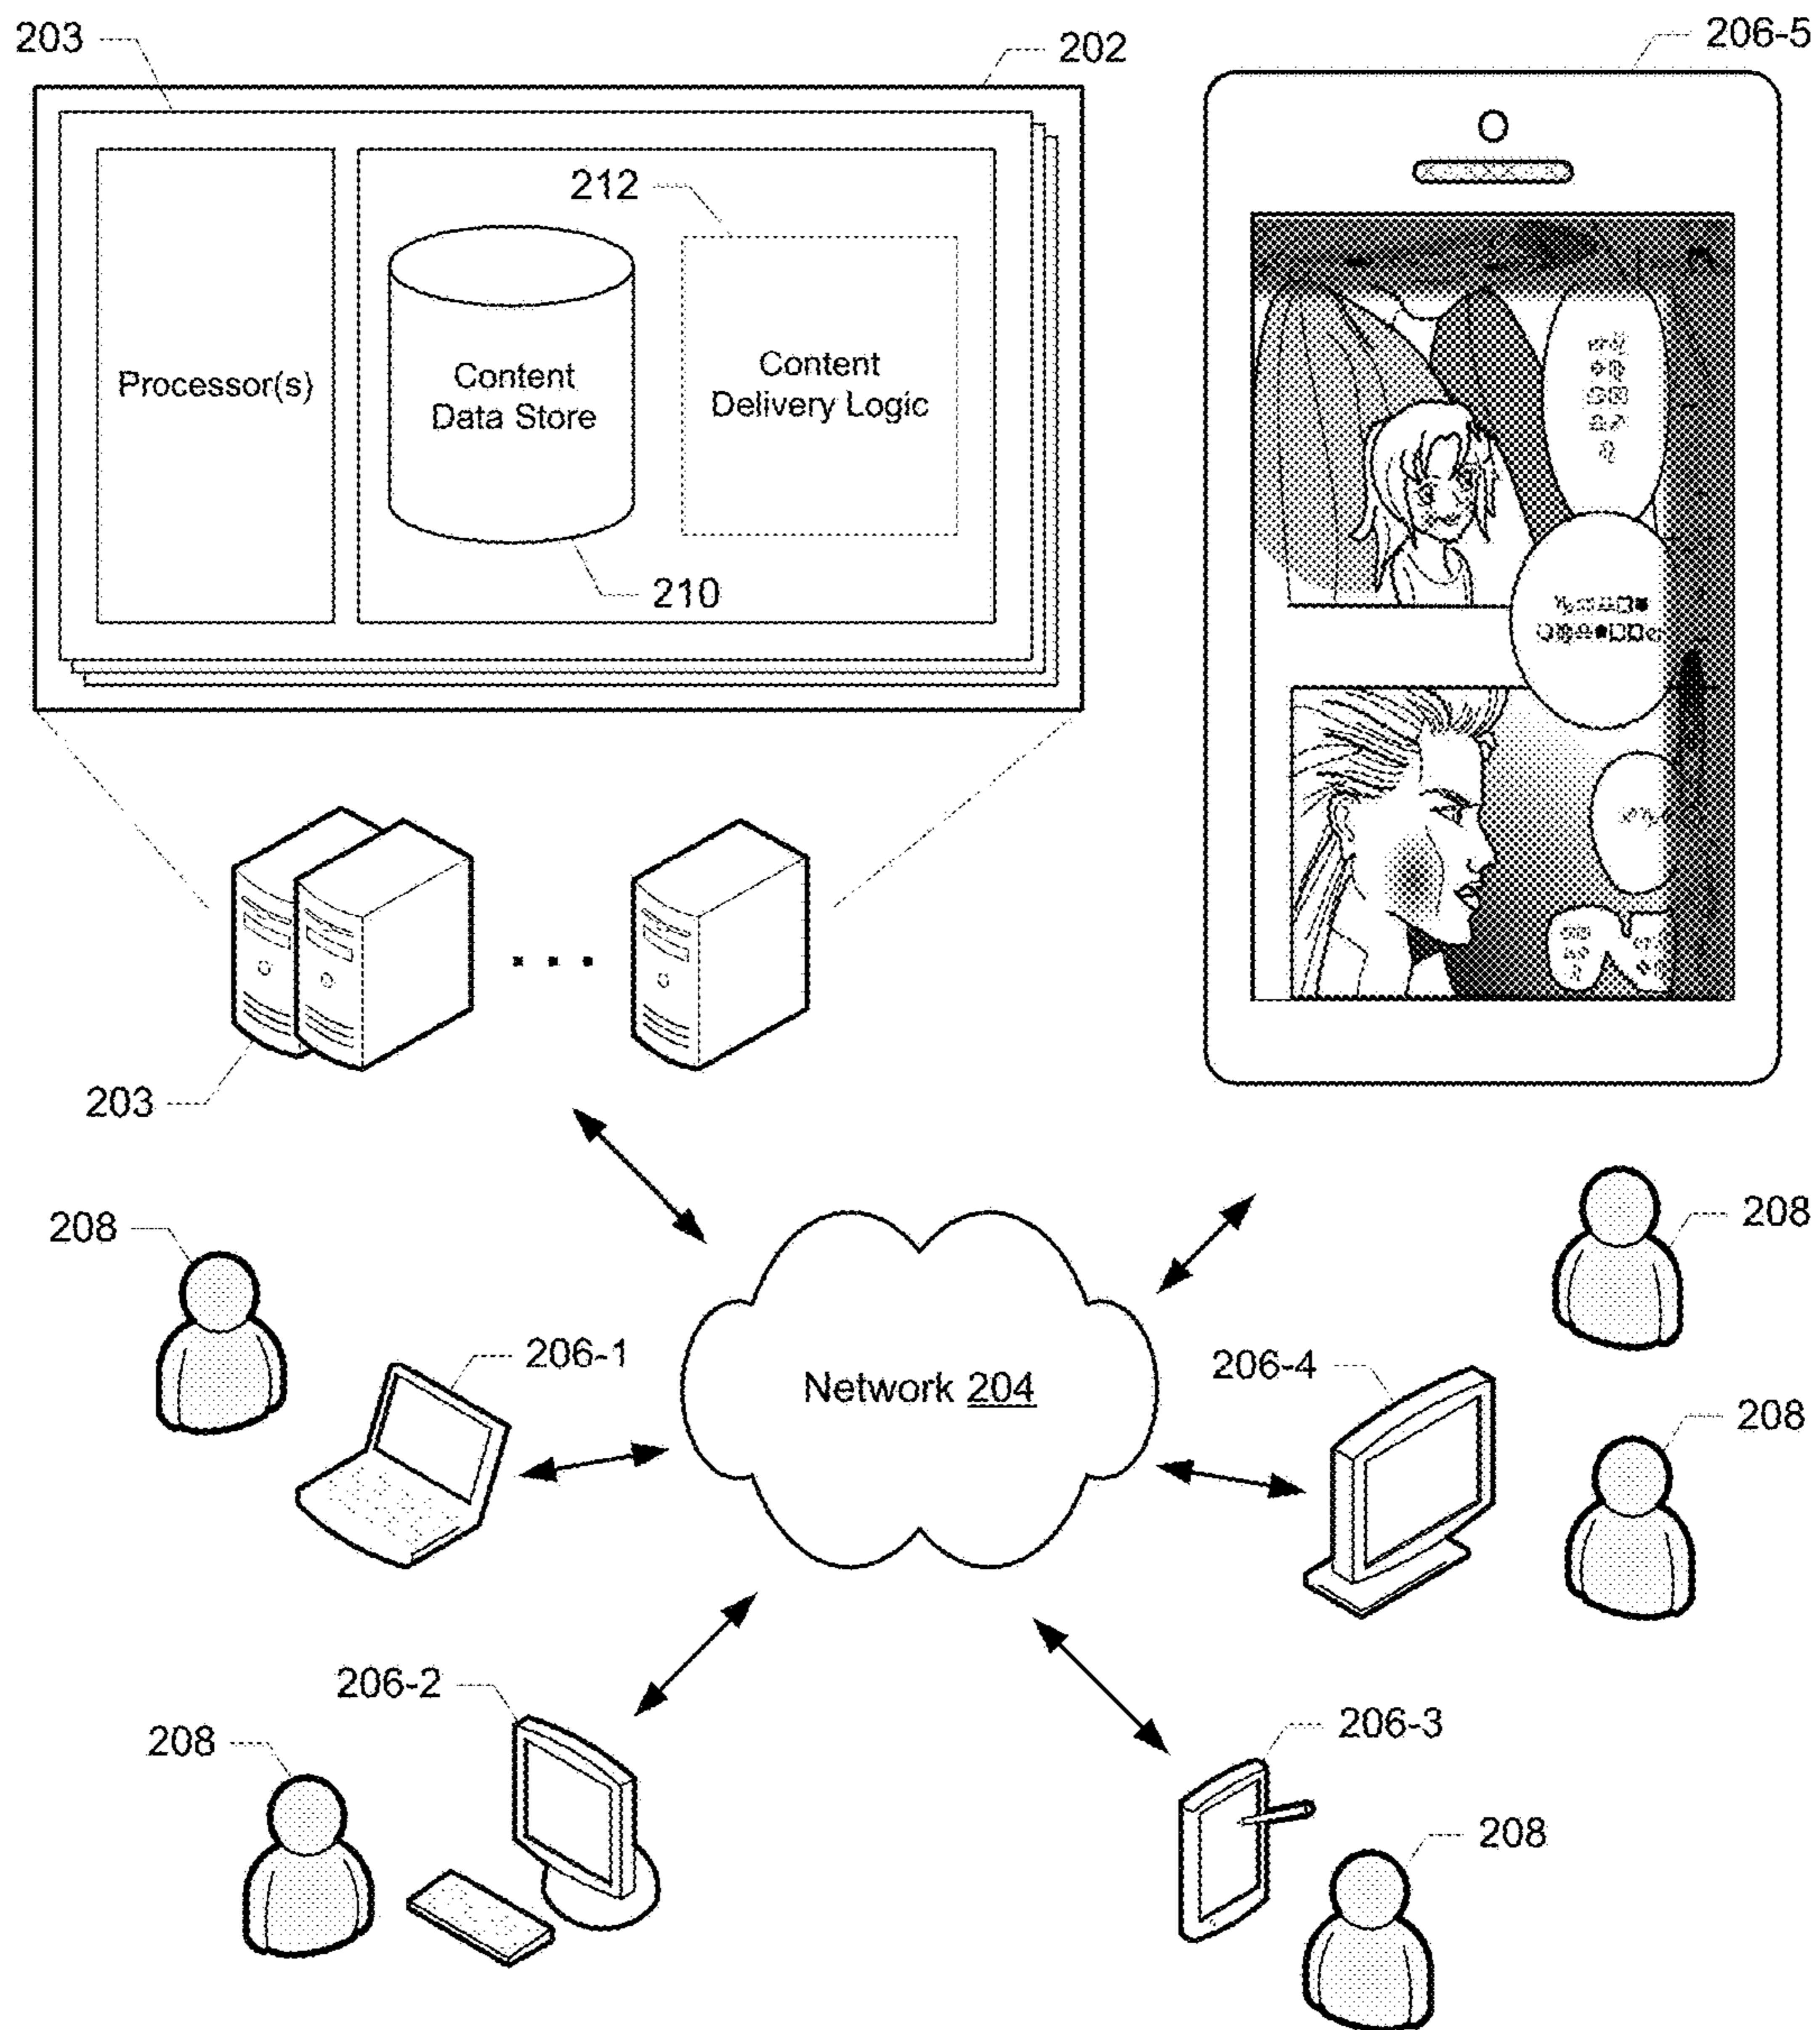 203
202
206-5
212
Processor(s)
Content
Data Store
Content
Delivery Logic
210
203
208
208
206-1
Network 204
206-4
208
206-2
208
206-3
208